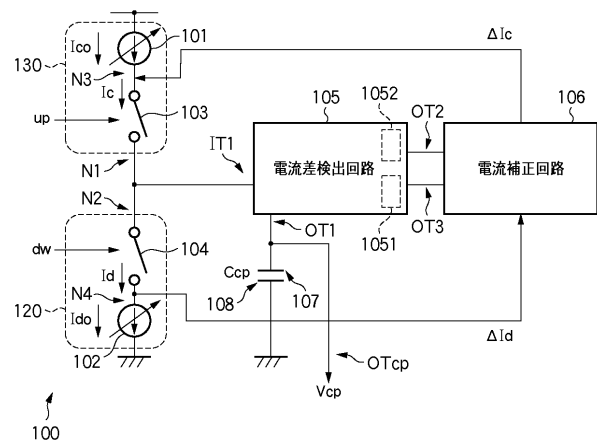 ΔIc
Ico
101
130
N3
Ic
103
up
N1
N2
IT1
105
1052
OT2
106
電流差検出回路
電流補正回路
1051
OT3
OT1
dw
104
Id
N4
120
Ido
102
Ccp
108
107
ΔId
OTcp
Vcp
100